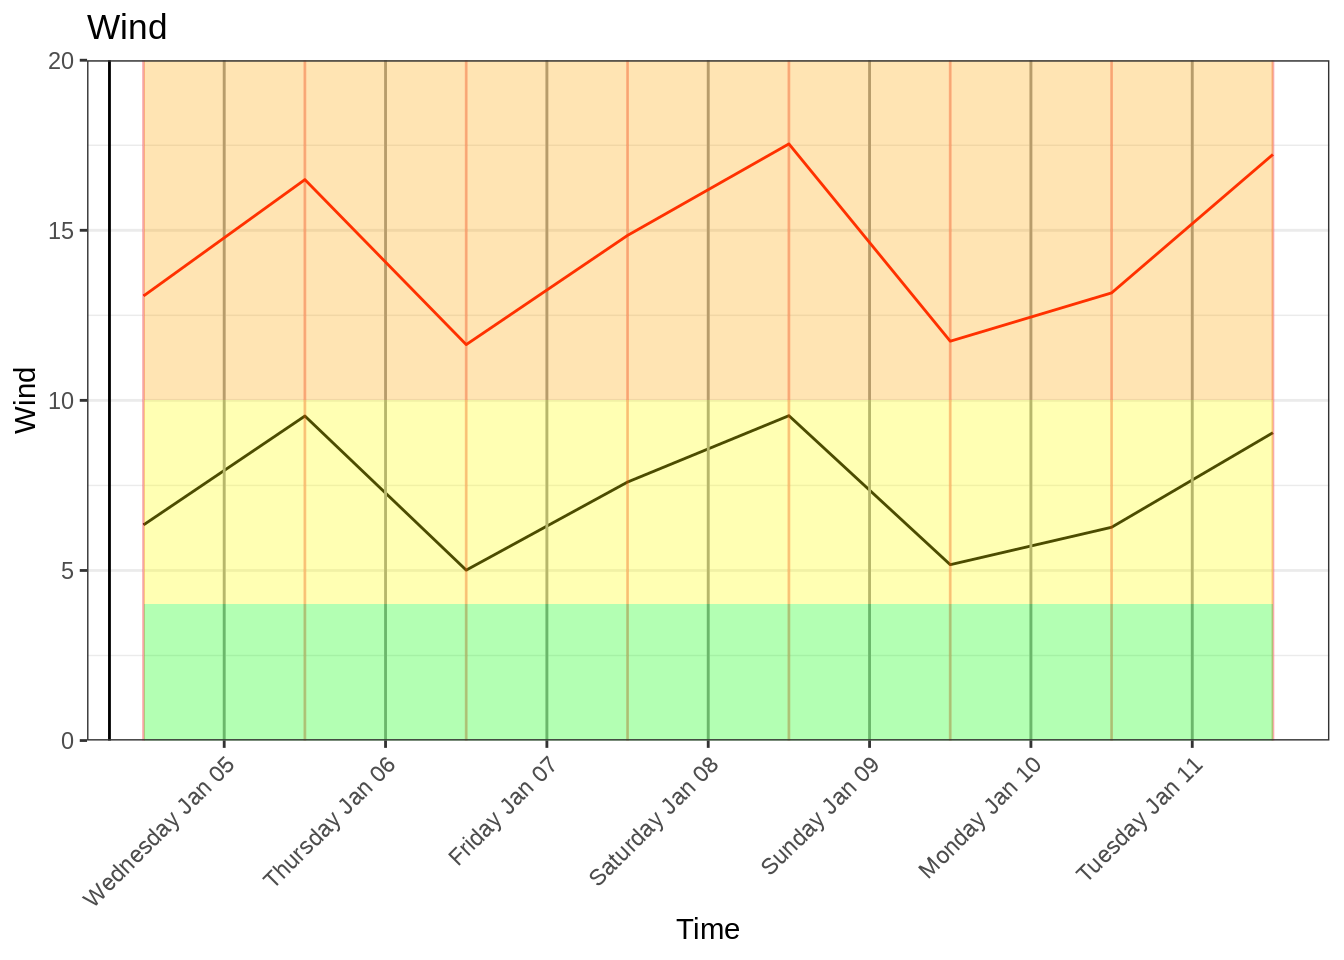 Wind
20
15
10
5
0
Wind
Wednesday Jan 05
Thursday Jan 06
Friday Jan 07
Saturday Jan 08
Sunday Jan 09
Monday Jan 10
Tuesday Jan 11
Time